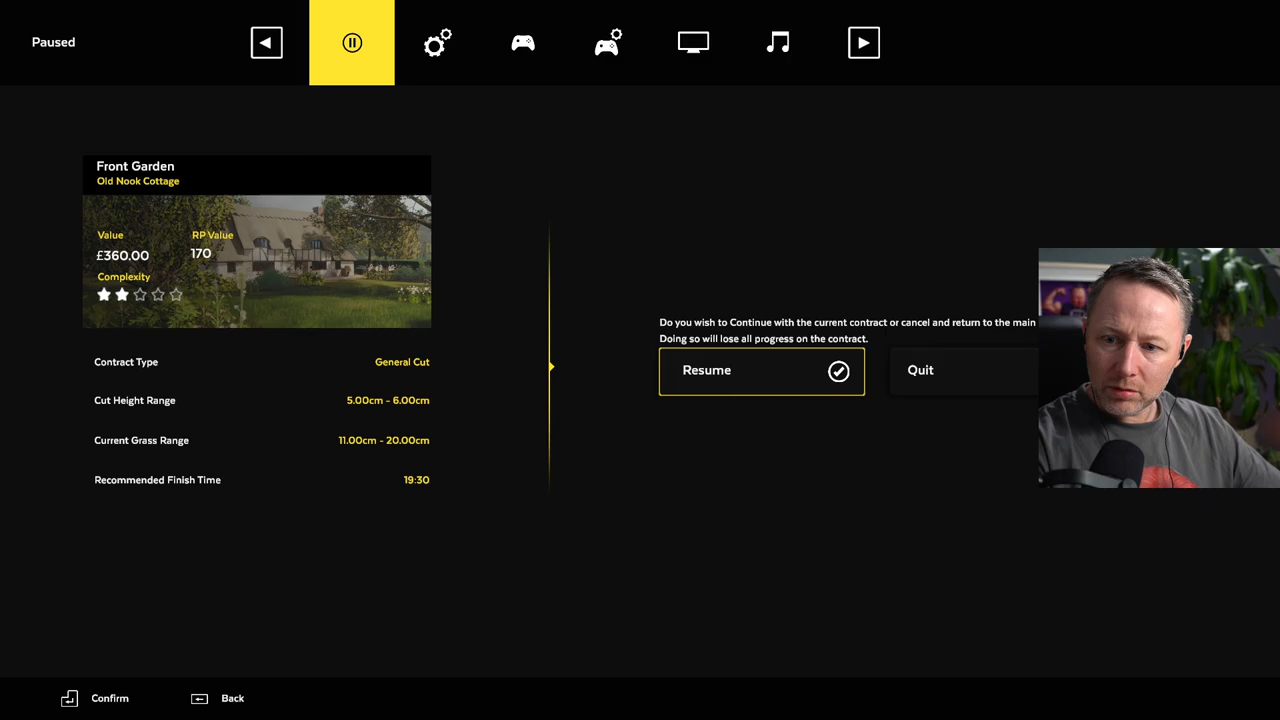 Paused
Front Garden
Old Nook Cottage
Value
RP Value
£360.00
170
Complexity
Contract Type
General Cut
Cut Height Range
5.00cm - 6.00cm
Current Grass Range
11.00cm - 20.00cm
Recommended Finish Time
19:30
Do you wish to Continue with the current contract or cancel and return to the main
Doing so will lose all progress on the contract.
Resume
Quit
Confirm
Back